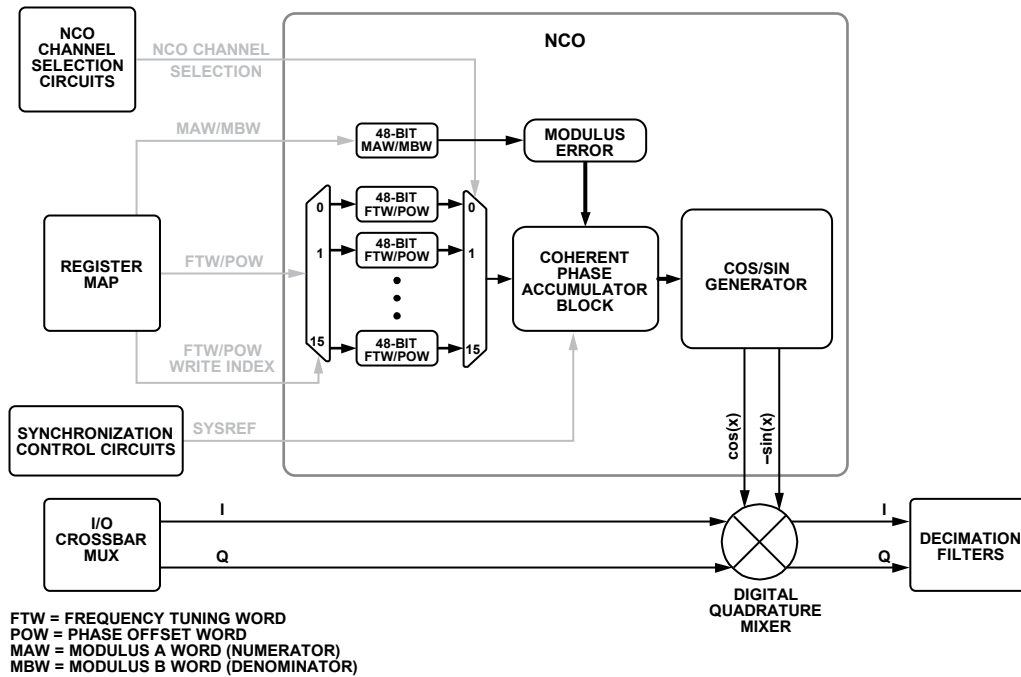 NCO
CHANNEL
SELECTION
CIRCUITS
NCO CHANNEL
SELECTION
NCO
MAW/MBW
48-BIT
MAW/MBW
MODULUS
ERROR
REGISTER
MAP
FTW/POW
0
1
15
48-BIT
FTW/POW
48-BIT
FTW/POW
48-BIT
FTW/POW
0
1
15
COHERENT
PHASE
ACCUMULATOR
BLOCK
COS/SIN
GENERATOR
FTW/POW
WRITE INDEX
SYNCHRONIZATION
CONTROL CIRCUITS
SYSREF
cos(x)
–sin(x)
I/O
CROSSBAR
MUX
I
Q
DIGITAL
QUADRATURE
MIXER
I
Q
DECIMATION
FILTERS
FTW = FREQUENCY TUNING WORD
POW = PHASE OFFSET WORD
MAW = MODULUS A WORD (NUMERATOR)
MBW = MODULUS B WORD (DENOMINATOR)